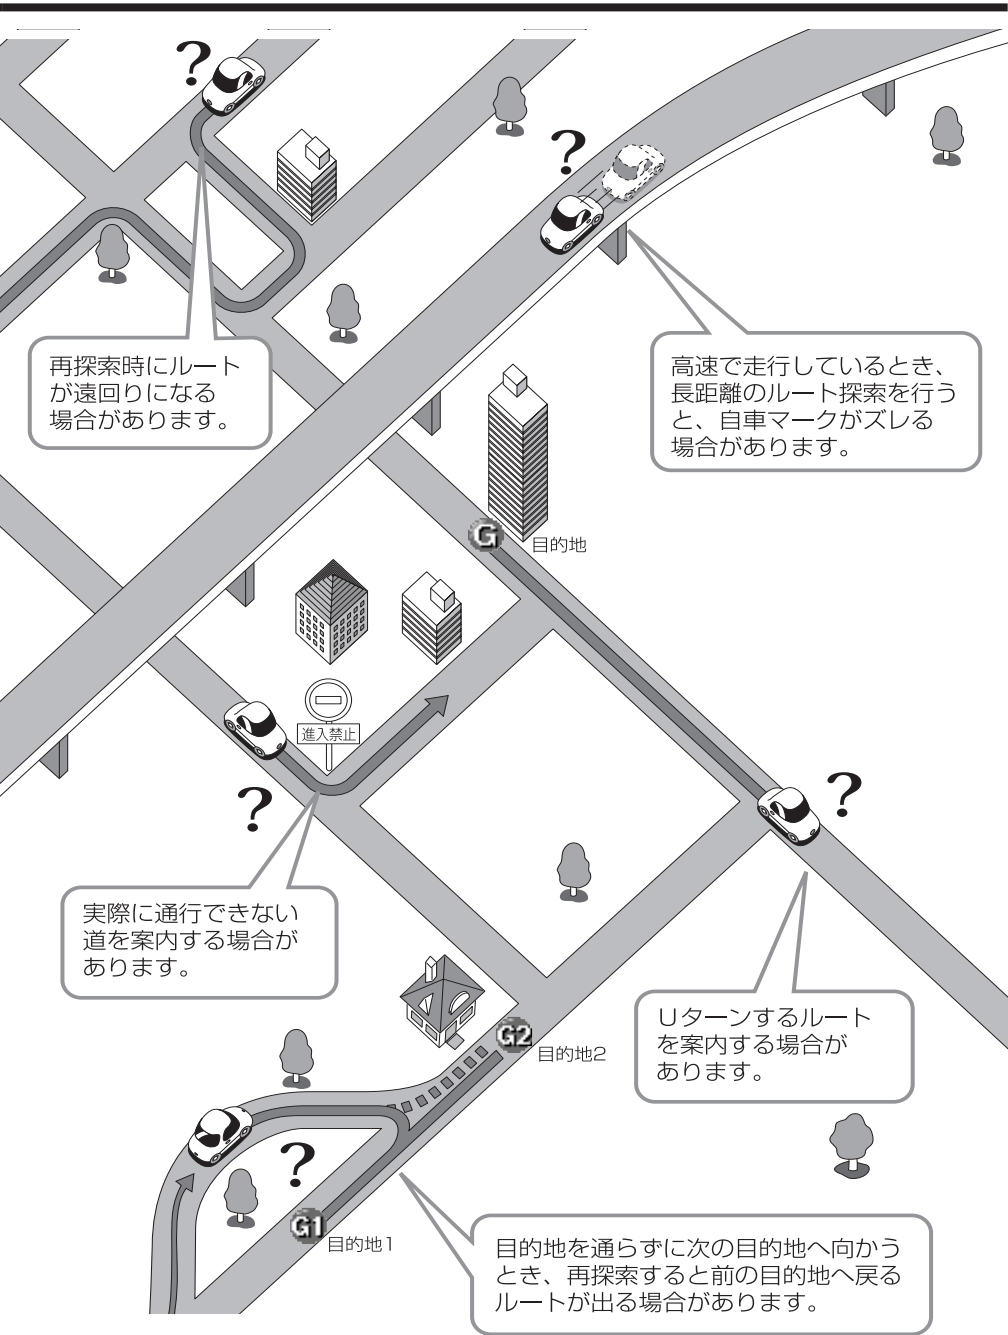 ?
?
再探索時にルート
が遠回りになる
場合があります。
高速で走行しているとき、
長距離のルート探索を行う
と、自車マークがズレる
場合があります。
G
目的地
進入禁止
?
?
実際に通行できない
道を案内する場合が
あります。
Uターンするルート
を案内する場合が
あります。
G2
目的地2
?
G1
目的地1
目的地を通らずに次の目的地へ向かう
とき、再探索すると前の目的地へ戻る
ルートが出る場合があります。